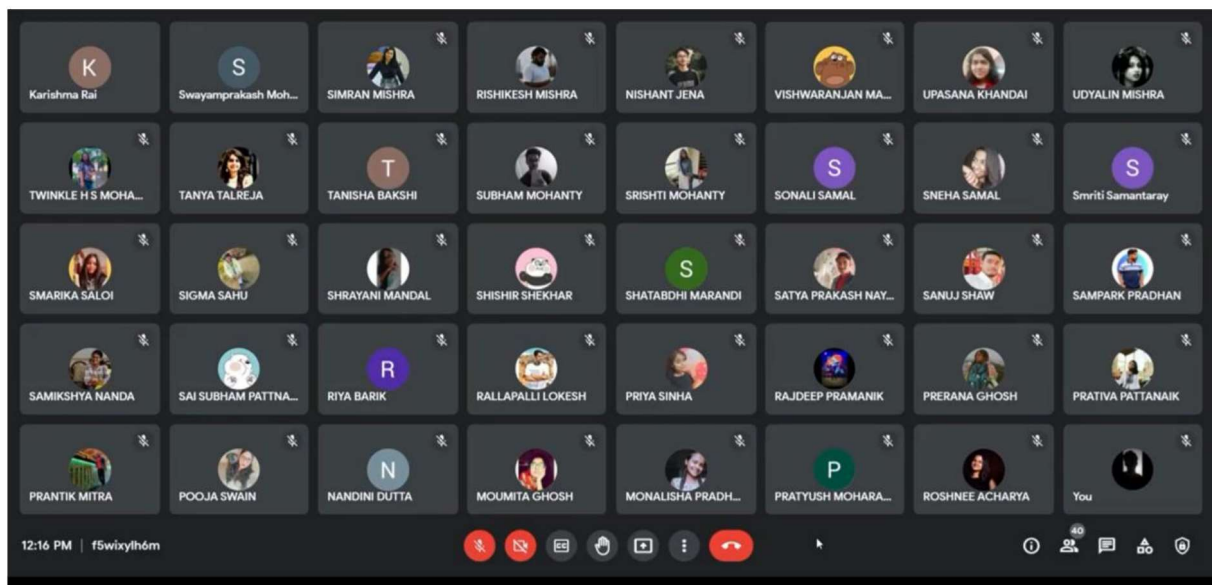 K
Karishma Rai
S
Swayamprakash Moh...
SIMRAN MISHRA
RISHIKESH MISHRA
NISHANT JENA
VISHWARANJAN MA...
UPASANA KHANDAI
UDYALIN MISHRA
TWINKLE H S MOHA...
TANYA TALREJA
T
TANISHA BAKSHI
SUBHAM MOHANTY
SRISHTI MOHANTY
S
SONALI SAMAL
SNEHA SAMAL
S
Smriti Samantaray
SMARIKA SALOI
SIGMA SAHU
SHRAYANI MANDAL
SHISHIR SHEKHAR
S
SHATABDHI MARANDI
SATYA PRAKASH NAY...
SANUJ SHAW
SAMPARK PRADHAN
SAMIKSHYA NANDA
SAI SUBHAM PATTNA...
R
RIYA BARIK
RALLAPALLI LOKESH
PRIYA SINHA
RAJDEEP PRAMANIK
PRERANA GHOSH
PRATIVA PATTANAIK
PRANTIK MITRA
POOJA SWAIN
N
NANDINI DUTTA
MOUMITA GHOSH
MONALISHA PRADH...
P
PRATYUSH MOHARA...
ROSHNEE ACHARYA
You
12:16 PM | f5wixylh6m
CC
40